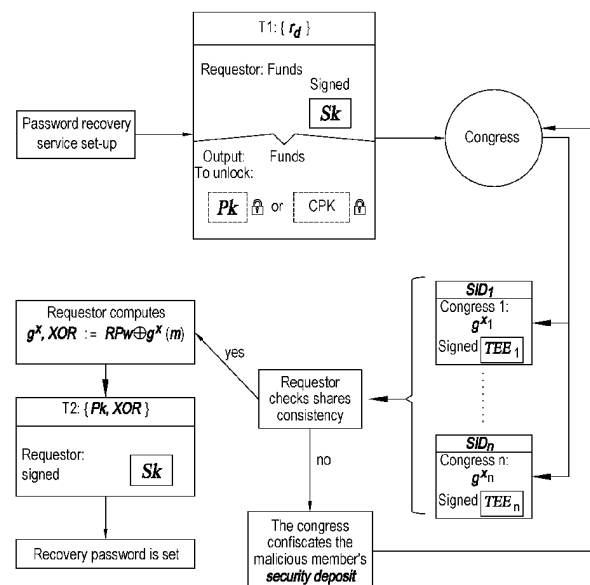 T1: { r_d }
Requestor: Funds
Signed
Sk
Password recovery
service set-up
Congress
Output: Funds
To unlock:
Pk or CPK
SID₁
Congress 1:
g^x₁
Signed TEE₁
Requestor computes
g^x, XOR := RPw⊕g^x (m)
yes
Requestor
checks shares
consistency
T2: { Pk, XOR }
Requestor:
signed
Sk
SIDₙ
Congress n:
g^xₙ
Signed TEEₙ
no
Recovery password is set
The congress
confiscates the
malicious member's
security deposit